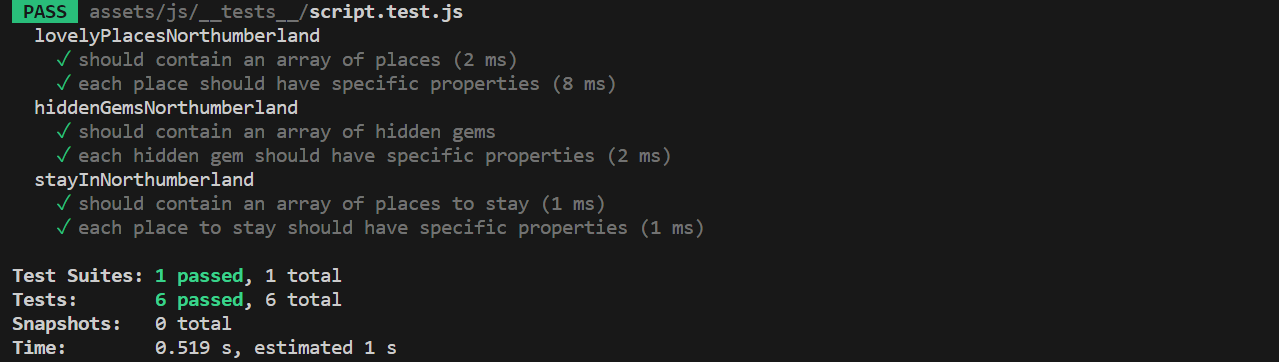 PASS assets/js/__tests__/script.test.js
lovelyPlacesNorthumberland
✓ should contain an array of places (2 ms)
✓ each place should have specific properties (8 ms)
hiddenGemsNorthumberland
✓ should contain an array of hidden gems
✓ each hidden gem should have specific properties (2 ms)
stayInNorthumberland
✓ should contain an array of places to stay (1 ms)
✓ each place to stay should have specific properties (1 ms)
Test Suites: 1 passed, 1 total
Tests: 6 passed, 6 total
Snapshots: 0 total
Time: 0.519 s, estimated 1 s